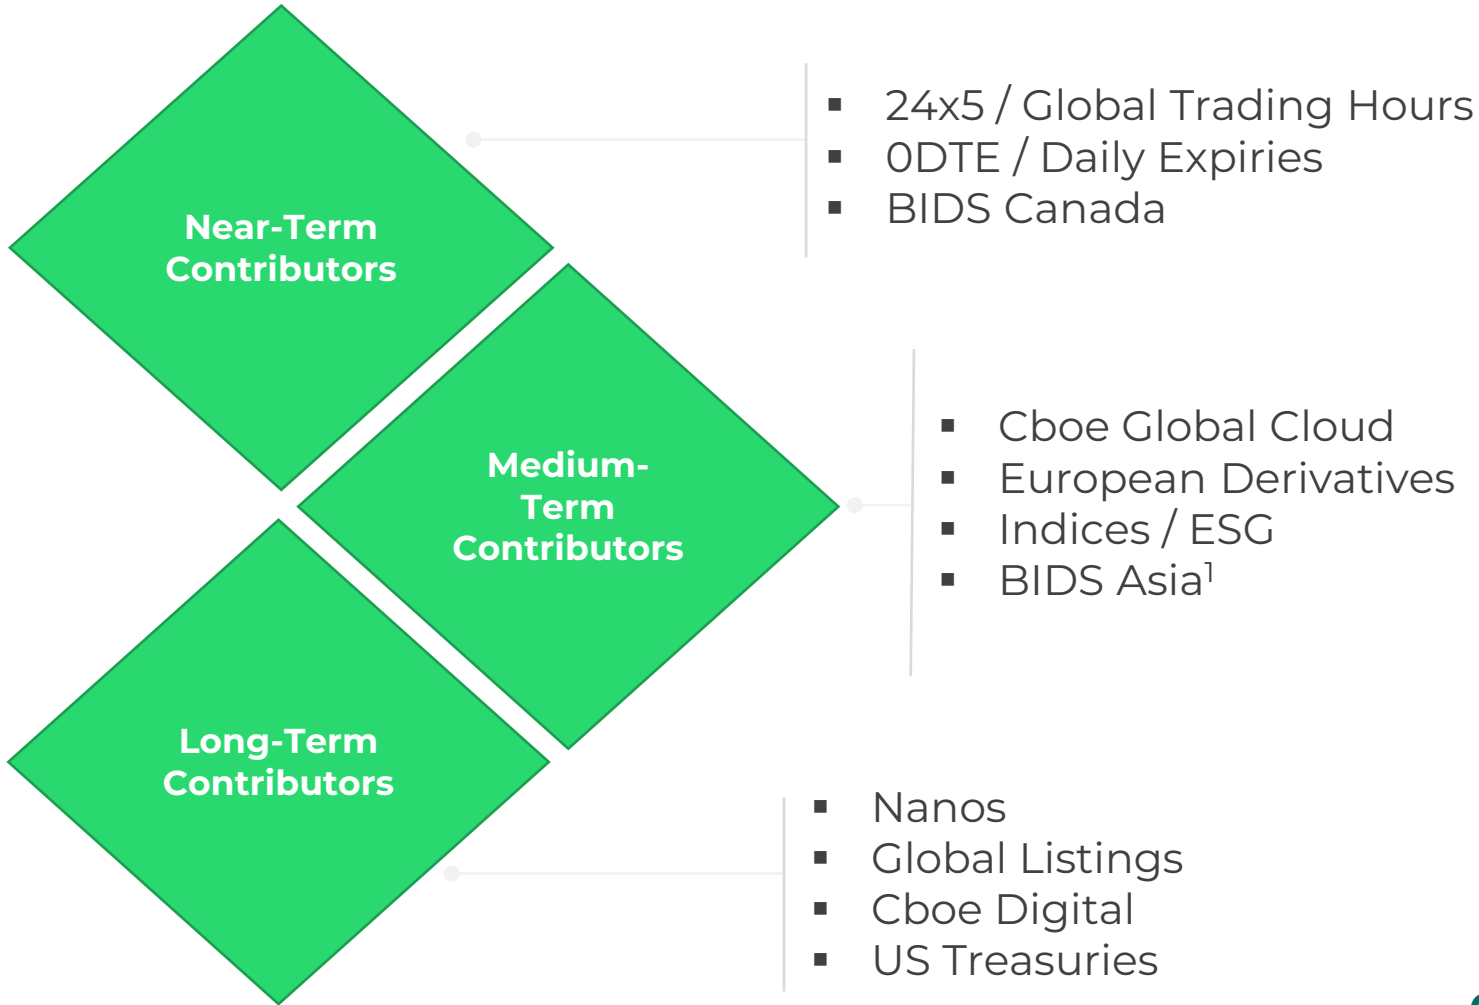 Near-Term
Contributors
▪ 24x5 / Global Trading Hours
▪ 0DTE / Daily Expiries
▪ BIDS Canada
Medium-
Term
Contributors
▪ Cboe Global Cloud
▪ European Derivatives
▪ Indices / ESG
▪ BIDS Asia¹
Long-Term
Contributors
▪ Nanos
▪ Global Listings
▪ Cboe Digital
▪ US Treasuries